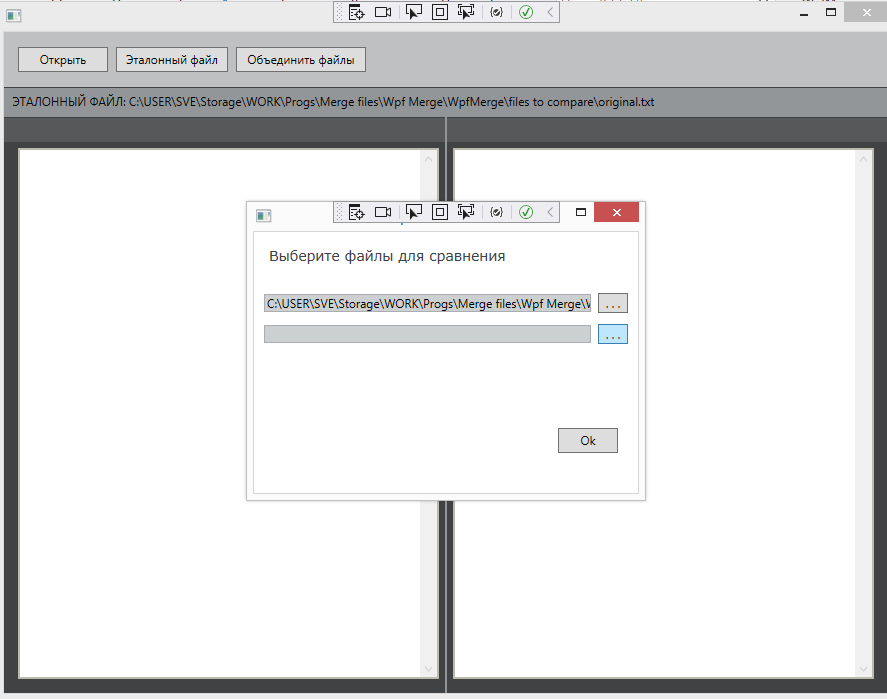 Открыть
Эталонный файл
Объединить файлы
ЭТАЛОННЫЙ ФАЙЛ: C:\USER\SVE\Storage\WORK\Progs\Merge files\Wpf Merge\WpfMerge\files to compare\original.txt
Выберите файлы для сравнения
C:\USER\SVE\Storage\WORK\Progs\Merge files\Wpf Merge\
...
...
Ok